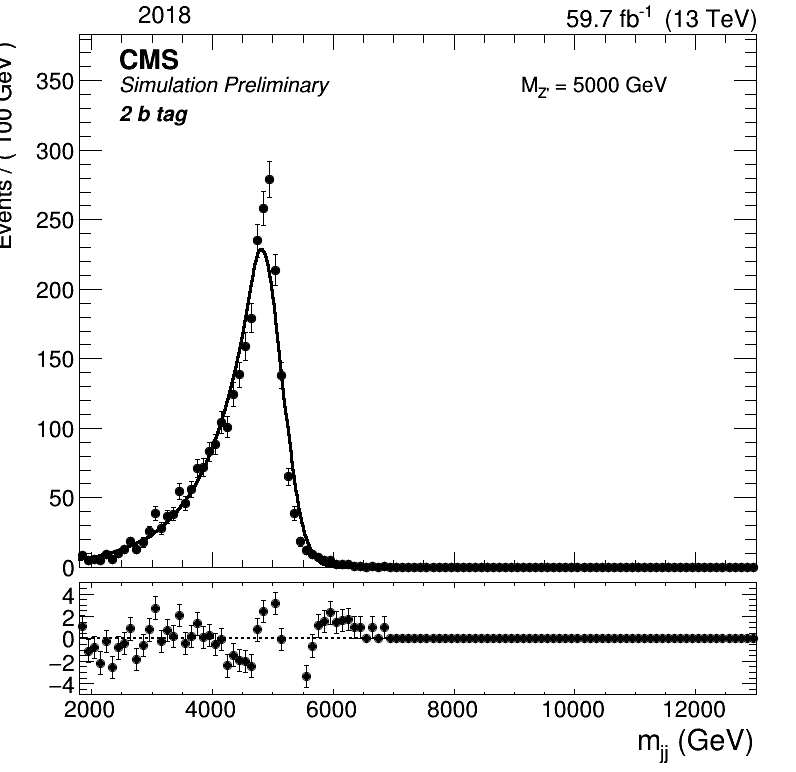 2018 59.7 fb⁻¹ (13 TeV)
CMS
Simulation Preliminary
M_Z' = 5000 GeV
2 b tag
Events / ( 100 GeV )
350
300
250
200
150
100
50
0
4
2
0
−2
−4
2000 4000 6000 8000 10000 12000
m_jj (GeV)